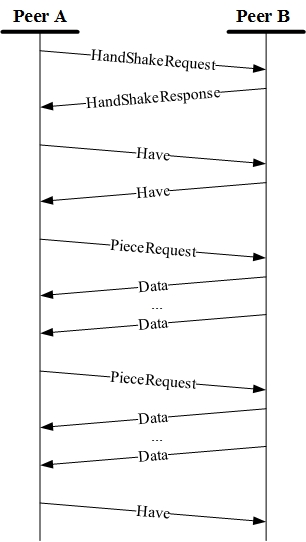 Peer A Peer B
HandShakeRequest
HandShakeResponse
Have
Have
PieceRequest
Data
...
Data
PieceRequest
Data
...
Data
Have